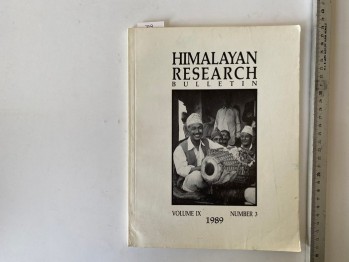 HIMALAYAN
RESEARCH
BULLETIN
VOLUME IX NUMBER 3
1989